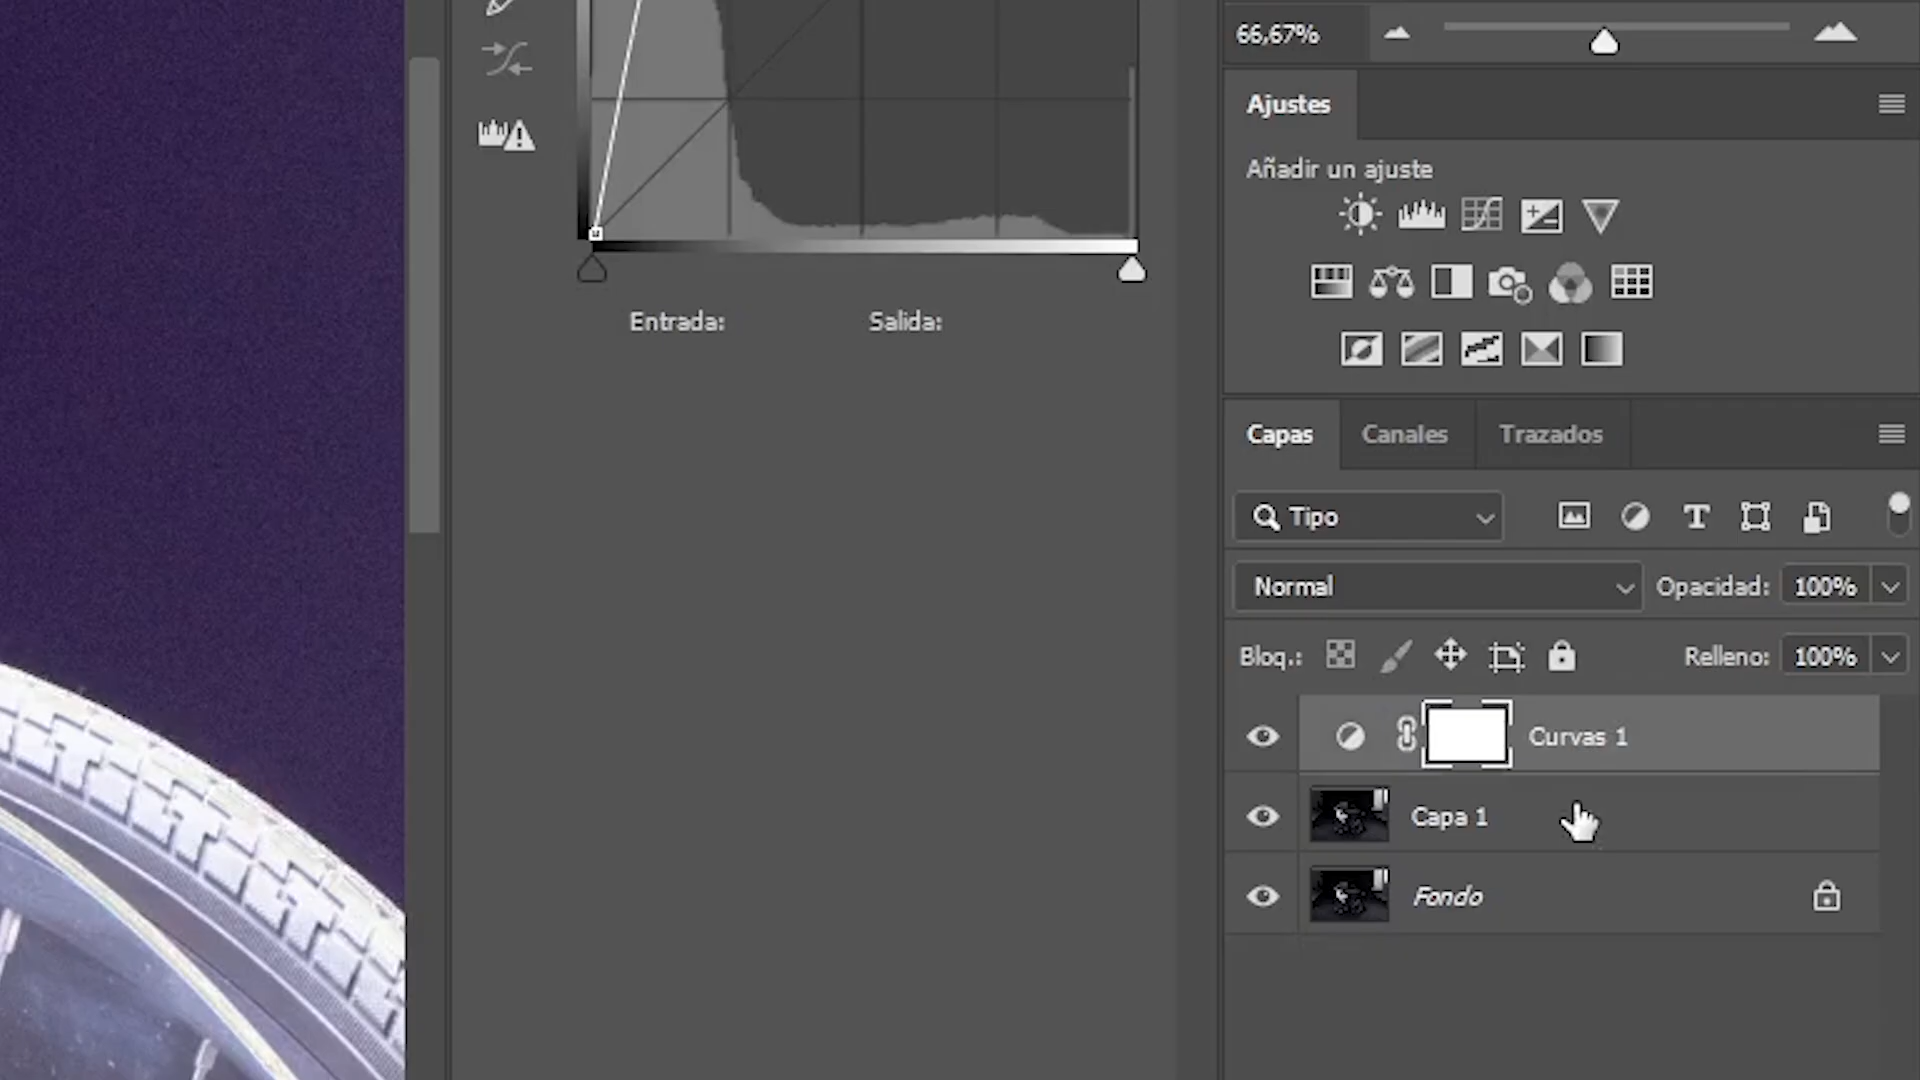 66,67%
Ajustes
Añadir un ajuste
Entrada:
Salida:
Capas
Canales
Trazados
Tipo
Normal
Opacidad:
100%
Bloq.:
Relleno:
100%
Curvas 1
Capa 1
Fondo